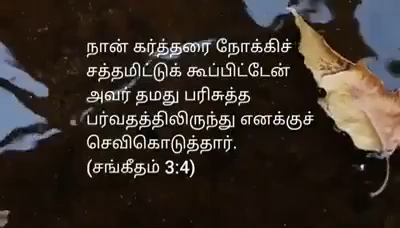 நான் கர்த்தரை நோக்கிச்
சத்தமிட்டுக் கூப்பிட்டேன்
அவர் தமது பரிசுத்த
பர்வதத்திலிருந்து எனக்குச்
செவிகொடுத்தார்.
(சங்கீதம் 3:4)